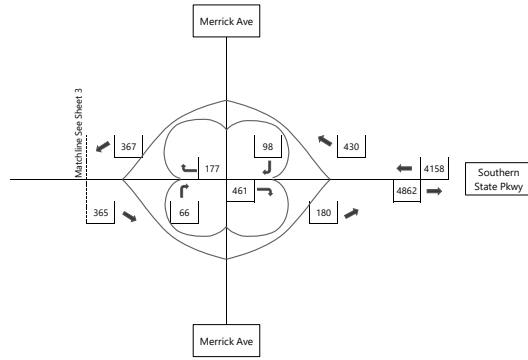 Merrick Ave
Matchline See Sheet 3
367
98
430
177
4158
461
4862
Southern
State Pkwy
365
66
180
Merrick Ave